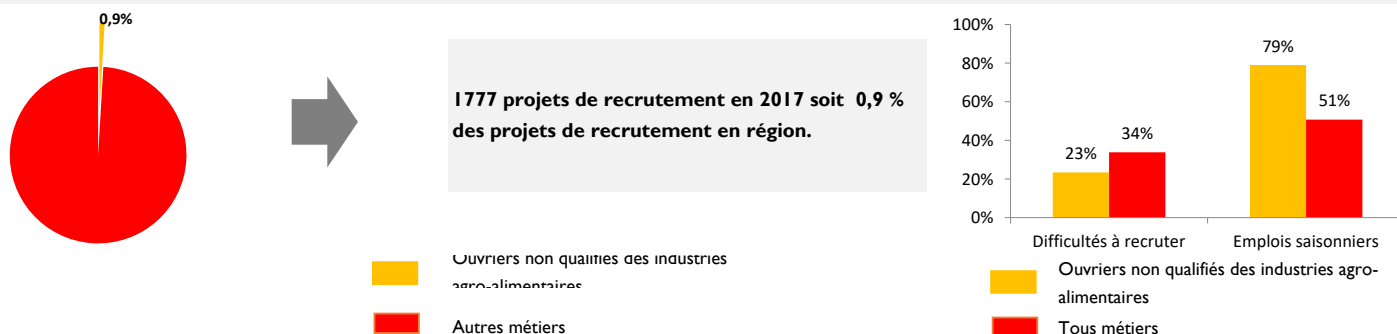 0,9%
1777 projets de recrutement en 2017 soit 0,9 %
des projets de recrutement en région.
Ouvriers non qualifiés des industries
agro-alimentaires
Autres métiers
100%
80%
60%
40%
20%
0%
23%
34%
79%
51%
Difficultés à recruter
Emplois saisonniers
Ouvriers non qualifiés des industries agro-
alimentaires
Tous métiers